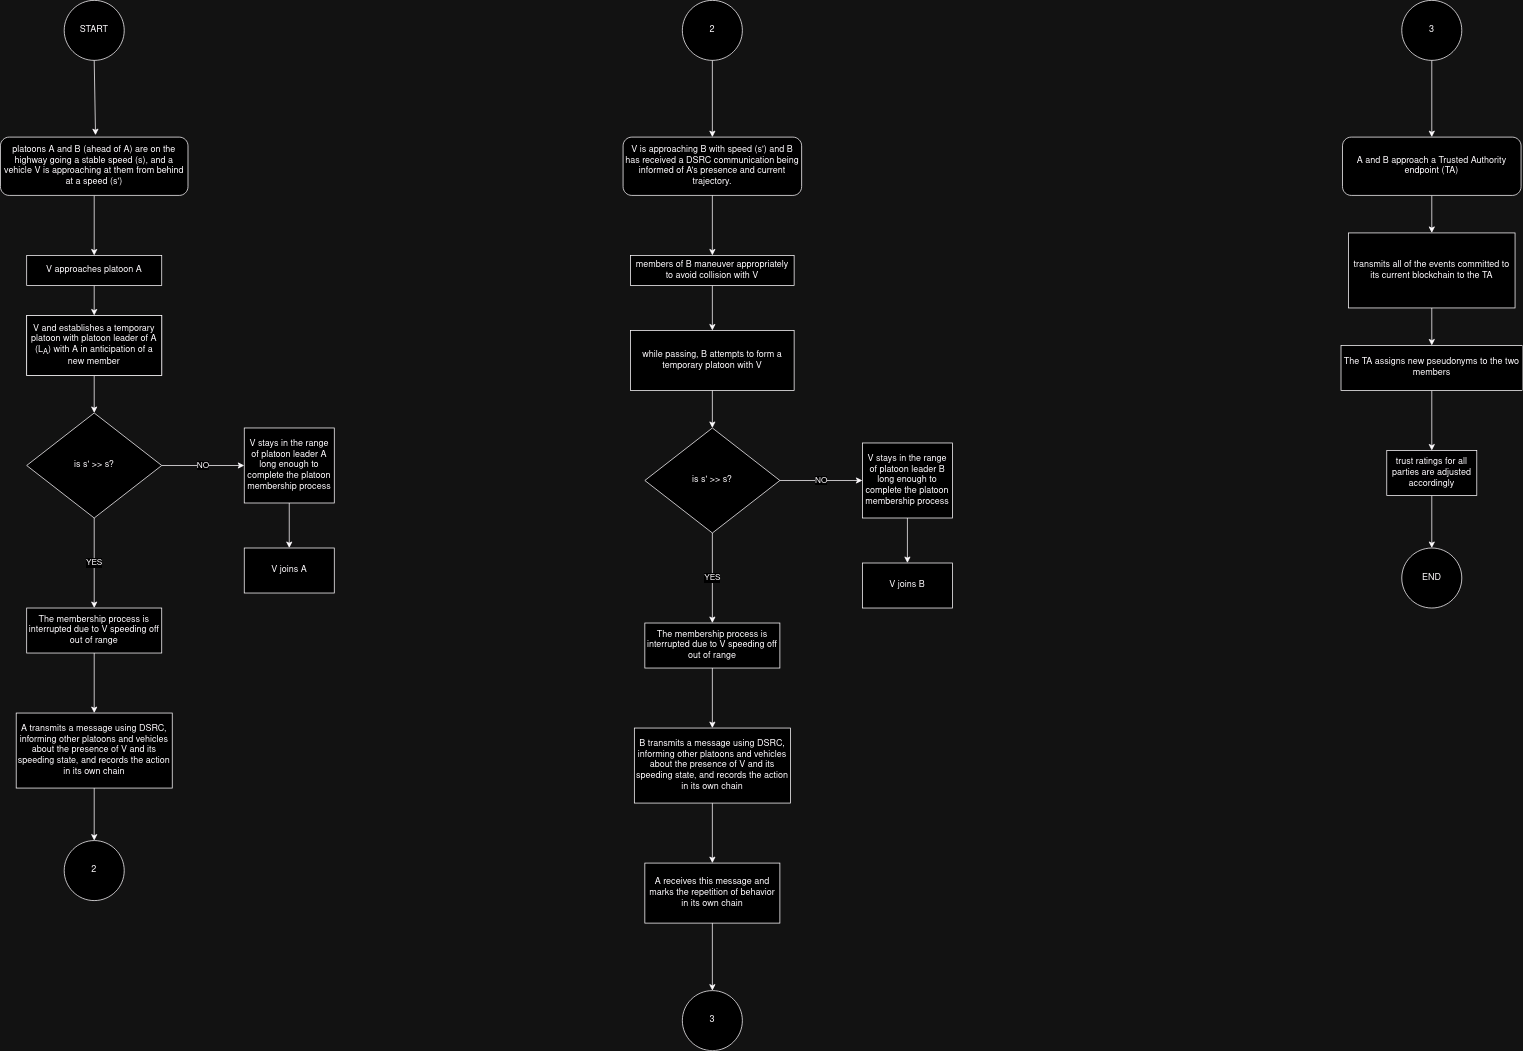 START
platoons A and B (ahead of A) are on the
highway going a stable speed (s), and a
vehicle V is approaching at them from behind
at a speed (s')
V approaches platoon A
V and establishes a temporary
platoon with platoon leader of A
(LA) with A in anticipation of a
new member
is s' >> s?
NO
V stays in the range
of platoon leader A
long enough to
complete the platoon
membership process
V joins A
YES
The membership process is
interrupted due to V speeding off
out of range
A transmits a message using DSRC,
informing other platoons and vehicles
about the presence of V and its
speeding state, and records the action
in its own chain
2
2
V is approaching B with speed (s') and B
has received a DSRC communication being
informed of A's presence and current
trajectory.
members of B maneuver appropriately
to avoid collision with V
while passing, B attempts to form a
temporary platoon with V
is s' >> s?
NO
V stays in the range
of platoon leader B
long enough to
complete the platoon
membership process
V joins B
YES
The membership process is
interrupted due to V speeding off
out of range
B transmits a message using DSRC,
informing other platoons and vehicles
about the presence of V and its
speeding state, and records the action
in its own chain
A receives this message and
marks the repetition of behavior
in its own chain
3
3
A and B approach a Trusted Authority
endpoint (TA)
transmits all of the events committed to
its current blockchain to the TA
The TA assigns new pseudonyms to the two
members
trust ratings for all
parties are adjusted
accordingly
END